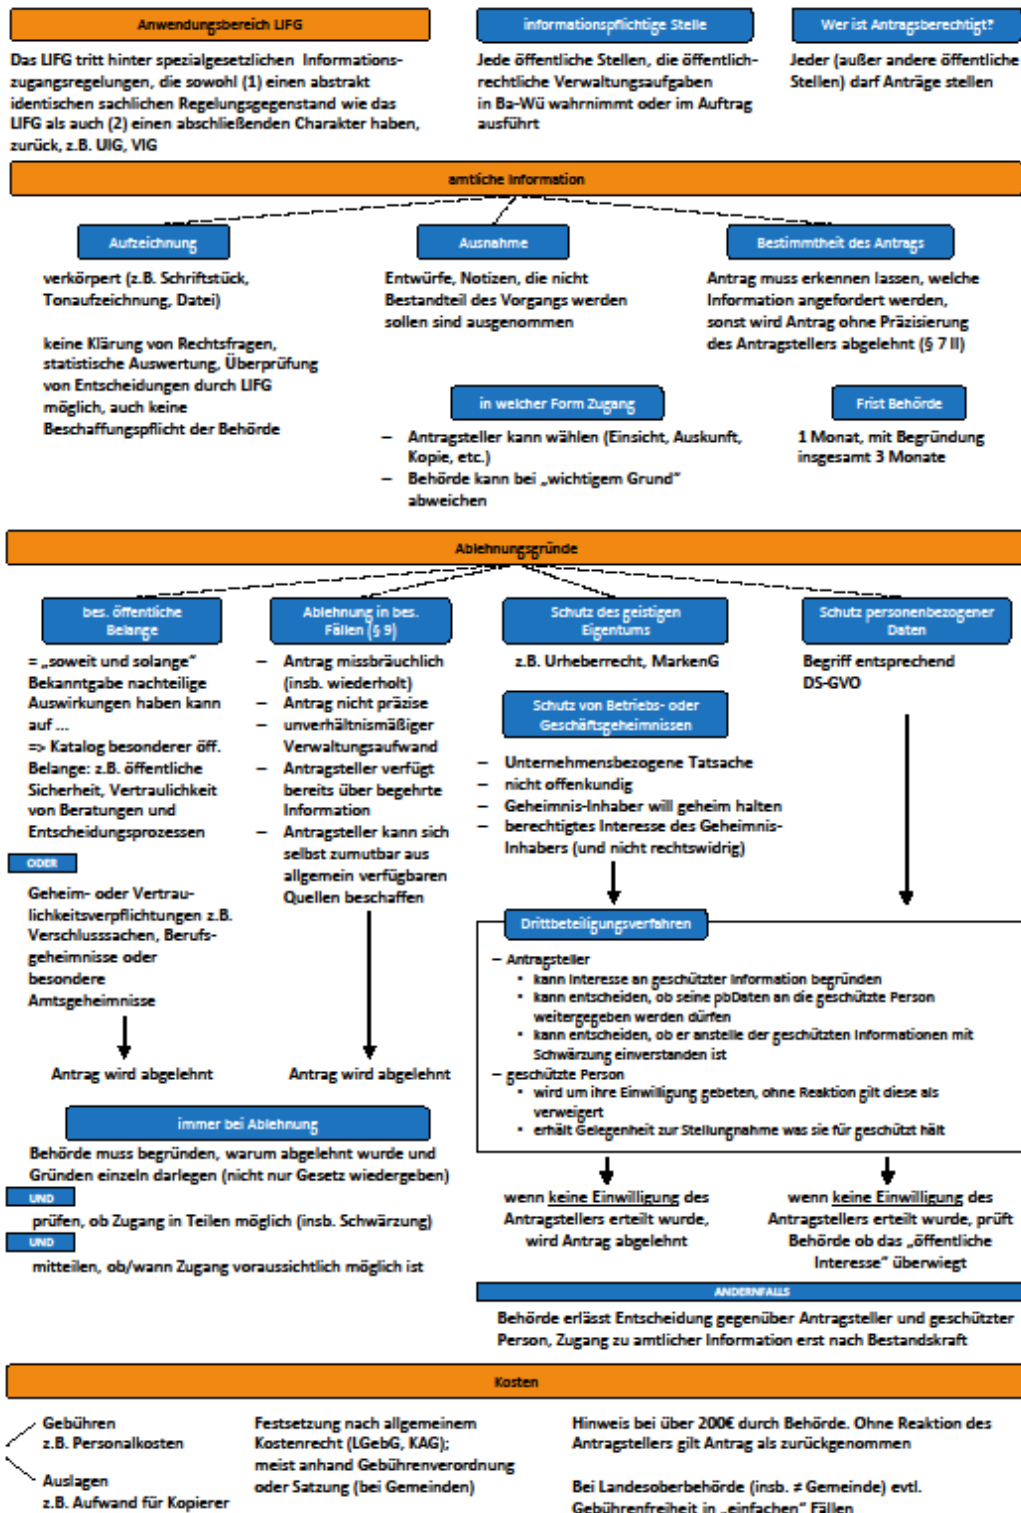 Anwendungsbereich LIFG
Das LIFG tritt hinter spezialgesetzlichen Informations-
zugangsregelungen, die sowohl (1) einen abstrakt
identischen sachlichen Regelungsgegenstand wie das
LIFG als auch (2) einen abschließenden Charakter haben,
zurück, z.B. UIG, VIG
informationspflichtige Stelle
Jede öffentliche Stellen, die öffentlich-
rechtliche Verwaltungsaufgaben
in Ba-Wü wahrnimmt oder im Auftrag
ausführt
Wer ist Antragsberechtigt?
Jeder (außer andere öffentliche
Stellen) darf Anträge stellen
amtliche Information
Aufzeichnung
verkörpert (z.B. Schriftstück,
Tonaufzeichnung, Datei)
keine Klärung von Rechtsfragen,
statistische Auswertung, Überprüfung
von Entscheidungen durch LIFG
möglich, auch keine
Beschaffungspflicht der Behörde
Ausnahme
Entwürfe, Notizen, die nicht
Bestandteil des Vorgangs werden
sollen sind ausgenommen
Bestimmtheit des Antrags
Antrag muss erkennen lassen, welche
Information angefordert werden,
sonst wird Antrag ohne Präzisierung
des Antragstellers abgelehnt (§ 7 II)
in welcher Form Zugang
– Antragsteller kann wählen (Einsicht, Auskunft,
Kopie, etc.)
– Behörde kann bei „wichtigem Grund“
abweichen
Frist Behörde
1 Monat, mit Begründung
insgesamt 3 Monate
Ablehnungsgründe
bes. öffentliche
Belange
= „soweit und solange“
Bekanntgabe nachteilige
Auswirkungen haben kann
auf ...
=> Katalog besonderer öff.
Belange: z.B. öffentliche
Sicherheit, Vertraulichkeit
von Beratungen und
Entscheidungsprozessen
ODER
Geheim- oder Vertrau-
lichkeitsverpflichtungen z.B.
Verschlusssachen, Berufs-
geheimnisse oder
besondere
Amtsgeheimnisse
Antrag wird abgelehnt
Ablehnung in bes.
Fällen (§ 9)
– Antrag missbräuchlich
(insb. wiederholt)
– Antrag nicht präzise
– unverhältnismäßiger
Verwaltungsaufwand
– Antragsteller verfügt
bereits über begehrte
Information
– Antragsteller kann sich
selbst zumutbar aus
allgemein verfügbaren
Quellen beschaffen
Antrag wird abgelehnt
Schutz des geistigen
Eigentums
z.B. Urheberrecht, MarkenG
Schutz von Betriebs- oder
Geschäftsgeheimnissen
– Unternehmensbezogene Tatsache
– nicht offenkundig
– Geheimnis-Inhaber will geheim halten
– berechtigtes Interesse des Geheimnis-
Inhabers (und nicht rechtswidrig)
Schutz personenbezogener
Daten
Begriff entsprechend
DS-GVO
Drittbeteiligungsverfahren
– Antragsteller
• kann Interesse an geschützter Information begründen
• kann entscheiden, ob seine pbDaten an die geschützte Person
weitergegeben werden dürfen
• kann entscheiden, ob er anstelle der geschützten Informationen mit
Schwärzung einverstanden ist
– geschützte Person
• wird um ihre Einwilligung gebeten, ohne Reaktion gilt diese als
verweigert
• erhält Gelegenheit zur Stellungnahme was sie für geschützt hält
immer bei Ablehnung
Behörde muss begründen, warum abgelehnt wurde und
Gründen einzeln darlegen (nicht nur Gesetz wiedergeben)
UND
prüfen, ob Zugang in Teilen möglich (insb. Schwärzung)
UND
mitteilen, ob/wann Zugang voraussichtlich möglich ist
wenn keine Einwilligung des
Antragstellers erteilt wurde,
wird Antrag abgelehnt
wenn keine Einwilligung des
Antragstellers erteilt wurde, prüft
Behörde ob das „öffentliche
Interesse“ überwiegt
ANDERNFALLS
Behörde erlässt Entscheidung gegenüber Antragsteller und geschützter
Person, Zugang zu amtlicher Information erst nach Bestandskraft
Kosten
Gebühren
z.B. Personalkosten
Auslagen
z.B. Aufwand für Kopierer
Festsetzung nach allgemeinem
Kostenrecht (LGebG, KAG);
meist anhand Gebührenverordnung
oder Satzung (bei Gemeinden)
Hinweis bei über 200€ durch Behörde. Ohne Reaktion des
Antragstellers gilt Antrag als zurückgenommen
Bei Landesoberbehörde (insb. ≠ Gemeinde) evtl.
Gebührenfreiheit in „einfachen“ Fällen